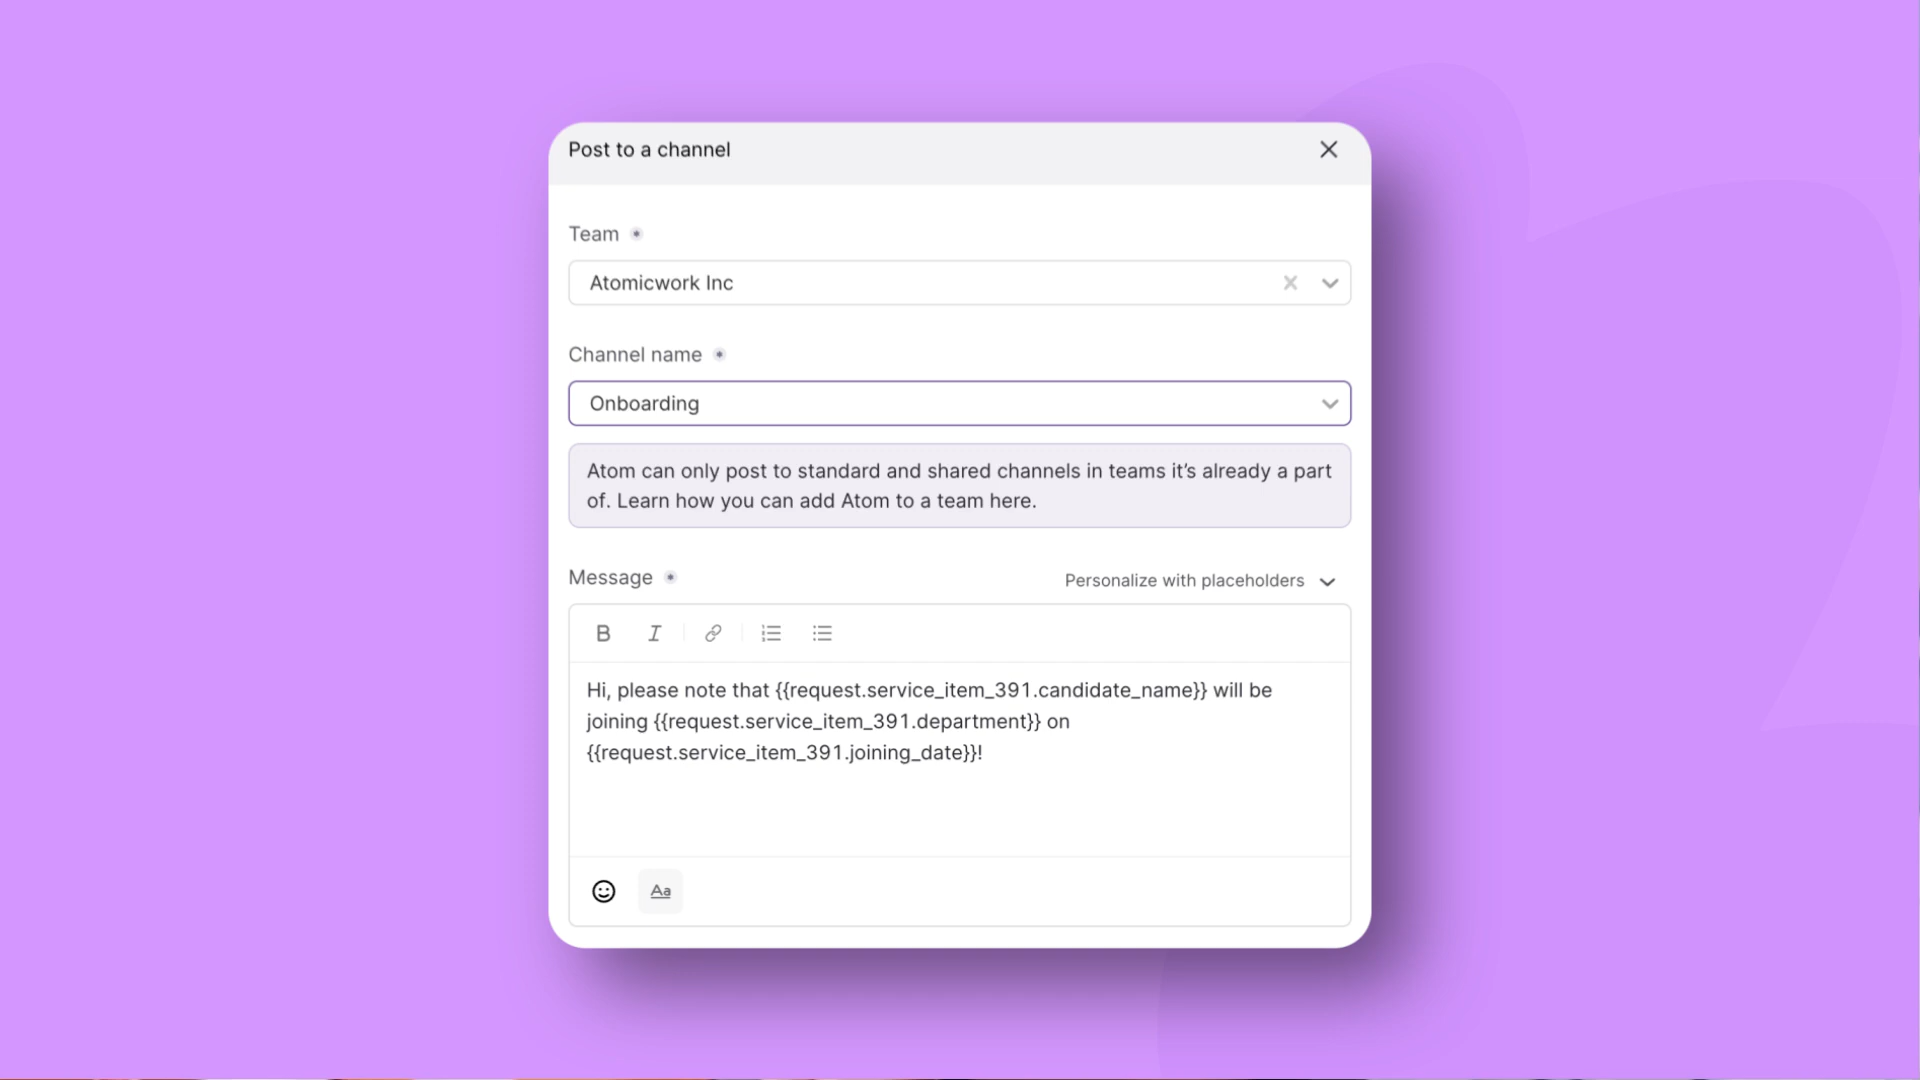 Post to a channel
Team *
Atomicwork Inc
Channel name *
Onboarding
Atom can only post to standard and shared channels in teams it’s already a part
of. Learn how you can add Atom to a team here.
Message *
Personalize with placeholders
B I
Hi, please note that {{request.service_item_391.candidate_name}} will be
joining {{request.service_item_391.department}} on
{{request.service_item_391.joining_date}}!
Aa